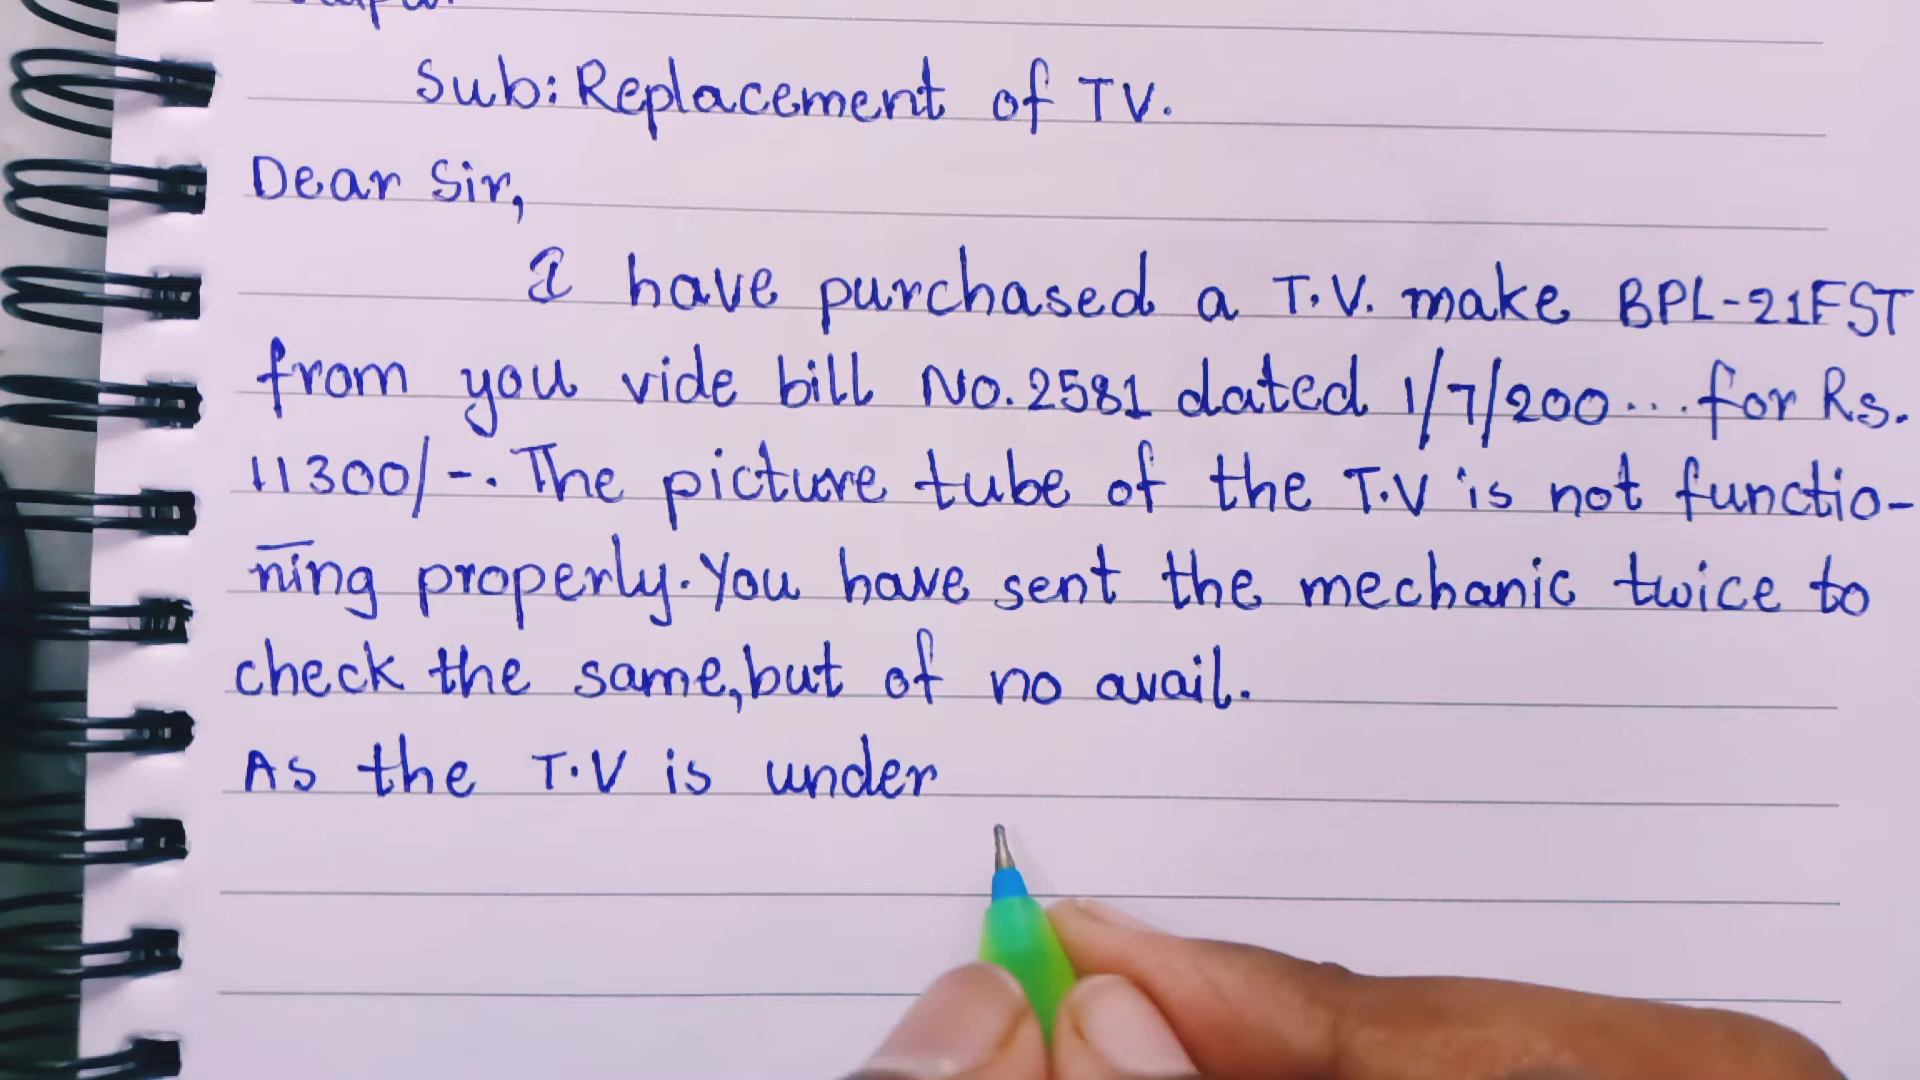 Sub: Replacement of TV.
Dear Sir,
I have purchased a T.V. make BPL-21FST
from you vide bill No. 2581 dated 1/7/200... for Rs.
11300/-. The picture tube of the T.V is not functio-
ning properly. You have sent the mechanic twice to
check the same, but of no avail.
As the T.V is under